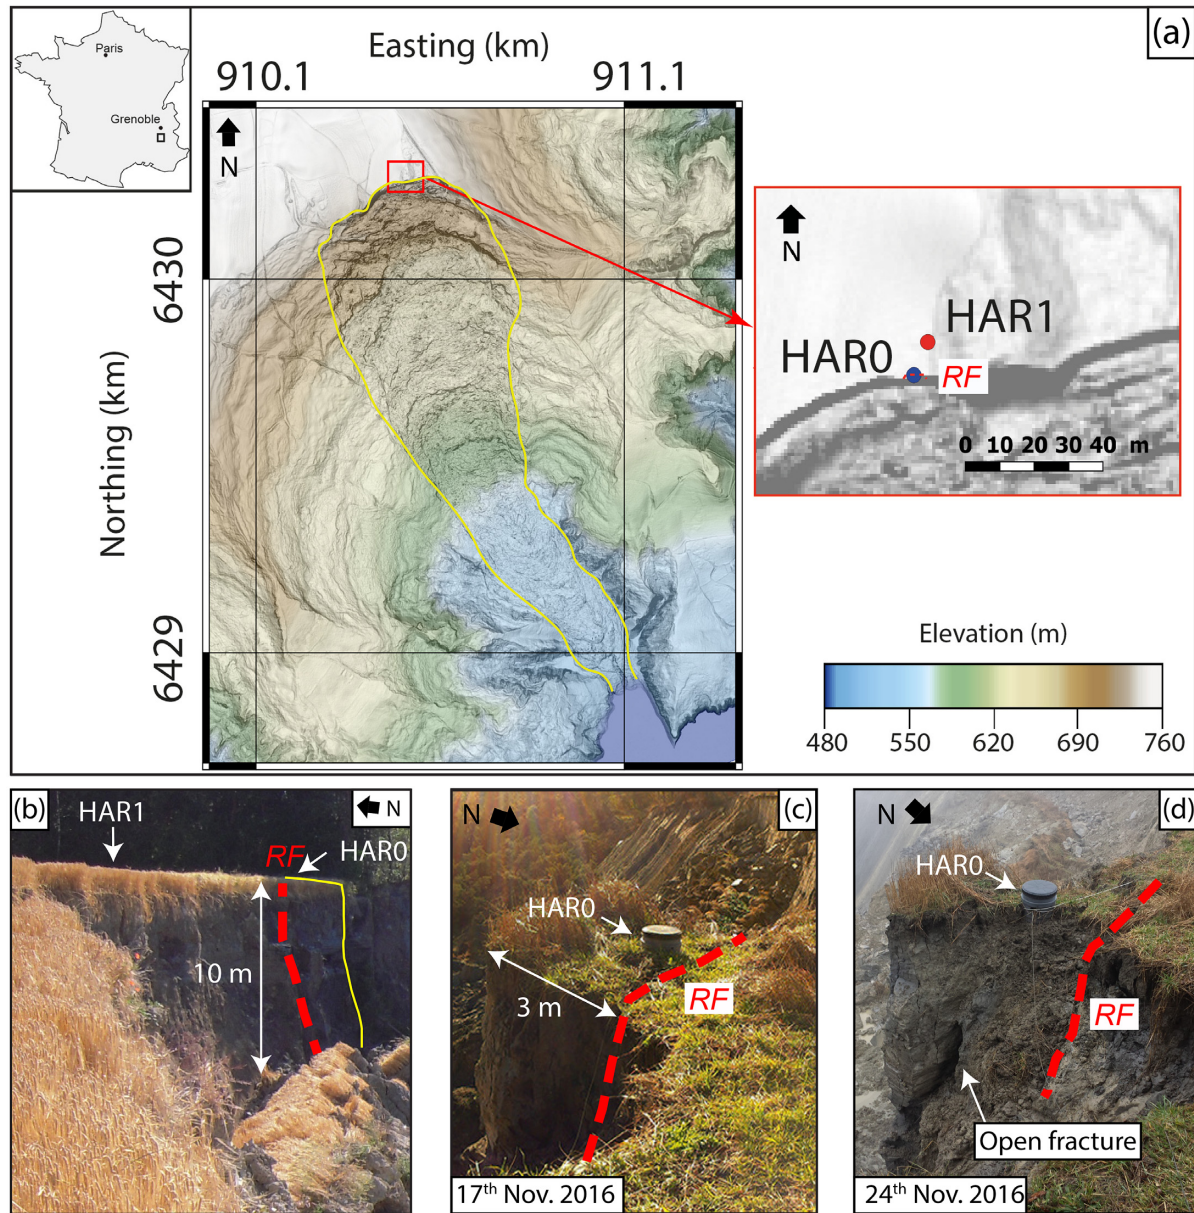 (a)
Paris
Grenoble
Easting (km)
910.1
911.1
N
6430
Northing (km)
6429
N
HAR1
HAR0
RF
0 10 20 30 40 m
Elevation (m)
480 550 620 690 760
(b)
HAR1
N
RF
HAR0
10 m
(c)
N
HAR0
RF
3 m
17th Nov. 2016
(d)
N
HAR0
RF
Open fracture
24th Nov. 2016